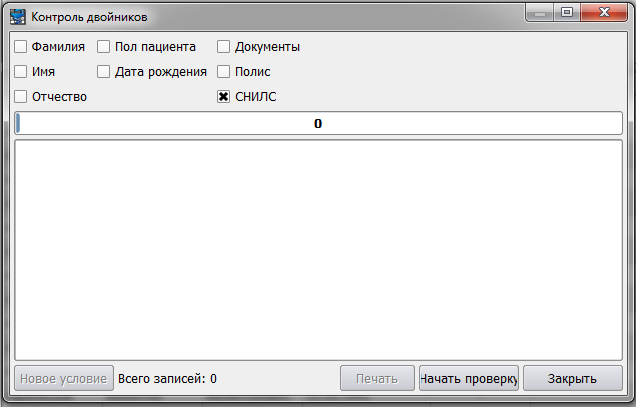 Контроль двойников
Фамилия Пол пациента Документы
Имя Дата рождения Полис
Отчество СНИЛС
0
Новое условие Всего записей: 0 Печать Начать проверку Закрыть